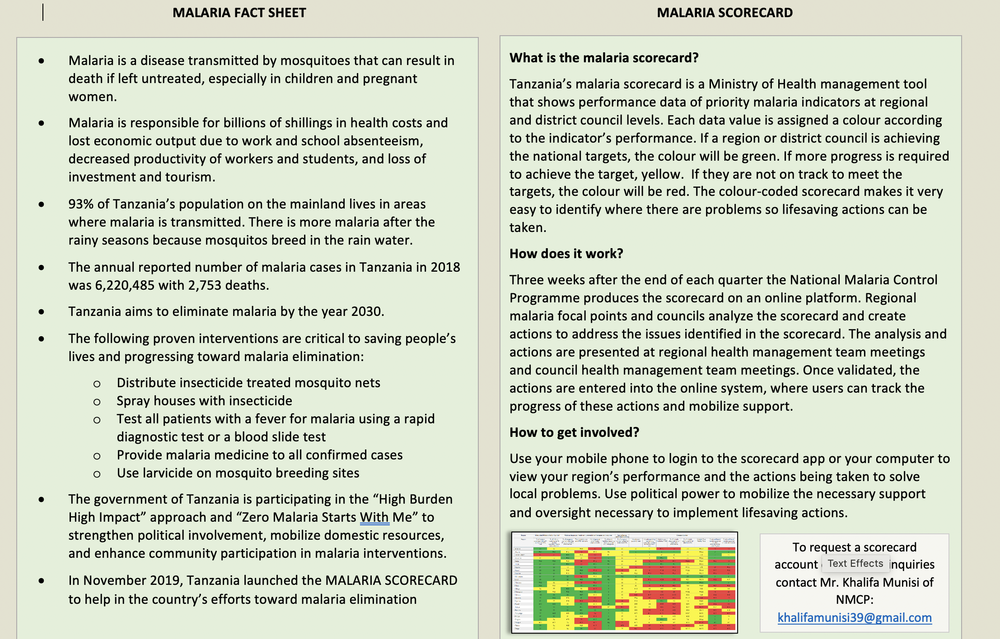 MALARIA FACT SHEET
• Malaria is a disease transmitted by mosquitoes that can result in
death if left untreated, especially in children and pregnant
women.
• Malaria is responsible for billions of shillings in health costs and
lost economic output due to work and school absenteeism,
decreased productivity of workers and students, and loss of
investment and tourism.
• 93% of Tanzania’s population on the mainland lives in areas
where malaria is transmitted. There is more malaria after the
rainy seasons because mosquitos breed in the rain water.
• The annual reported number of malaria cases in Tanzania in 2018
was 6,220,485 with 2,753 deaths.
• Tanzania aims to eliminate malaria by the year 2030.
• The following proven interventions are critical to saving people’s
lives and progressing toward malaria elimination:
o Distribute insecticide treated mosquito nets
o Spray houses with insecticide
o Test all patients with a fever for malaria using a rapid
diagnostic test or a blood slide test
o Provide malaria medicine to all confirmed cases
o Use larvicide on mosquito breeding sites
• The government of Tanzania is participating in the “High Burden
High Impact” approach and “Zero Malaria Starts With Me” to
strengthen political involvement, mobilize domestic resources,
and enhance community participation in malaria interventions.
• In November 2019, Tanzania launched the MALARIA SCORECARD
to help in the country’s efforts toward malaria elimination
MALARIA SCORECARD
What is the malaria scorecard?
Tanzania’s malaria scorecard is a Ministry of Health management tool
that shows performance data of priority malaria indicators at regional
and district council levels. Each data value is assigned a colour according
to the indicator’s performance. If a region or district council is achieving
the national targets, the colour will be green. If more progress is required
to achieve the target, yellow.  If they are not on track to meet the
targets, the colour will be red. The colour-coded scorecard makes it very
easy to identify where there are problems so lifesaving actions can be
taken.
How does it work?
Three weeks after the end of each quarter the National Malaria Control
Programme produces the scorecard on an online platform. Regional
malaria focal points and councils analyze the scorecard and create
actions to address the issues identified in the scorecard. The analysis and
actions are presented at regional health management team meetings
and council health management team meetings. Once validated, the
actions are entered into the online system, where users can track the
progress of these actions and mobilize support.
How to get involved?
Use your mobile phone to login to the scorecard app or your computer to
view your region’s performance and the actions being taken to solve
local problems. Use political power to mobilize the necessary support
and oversight necessary to implement lifesaving actions.
To request a scorecard
account Text Effects inquiries
contact Mr. Khalifa Munisi of
NMCP:
khalifamunisi39@gmail.com